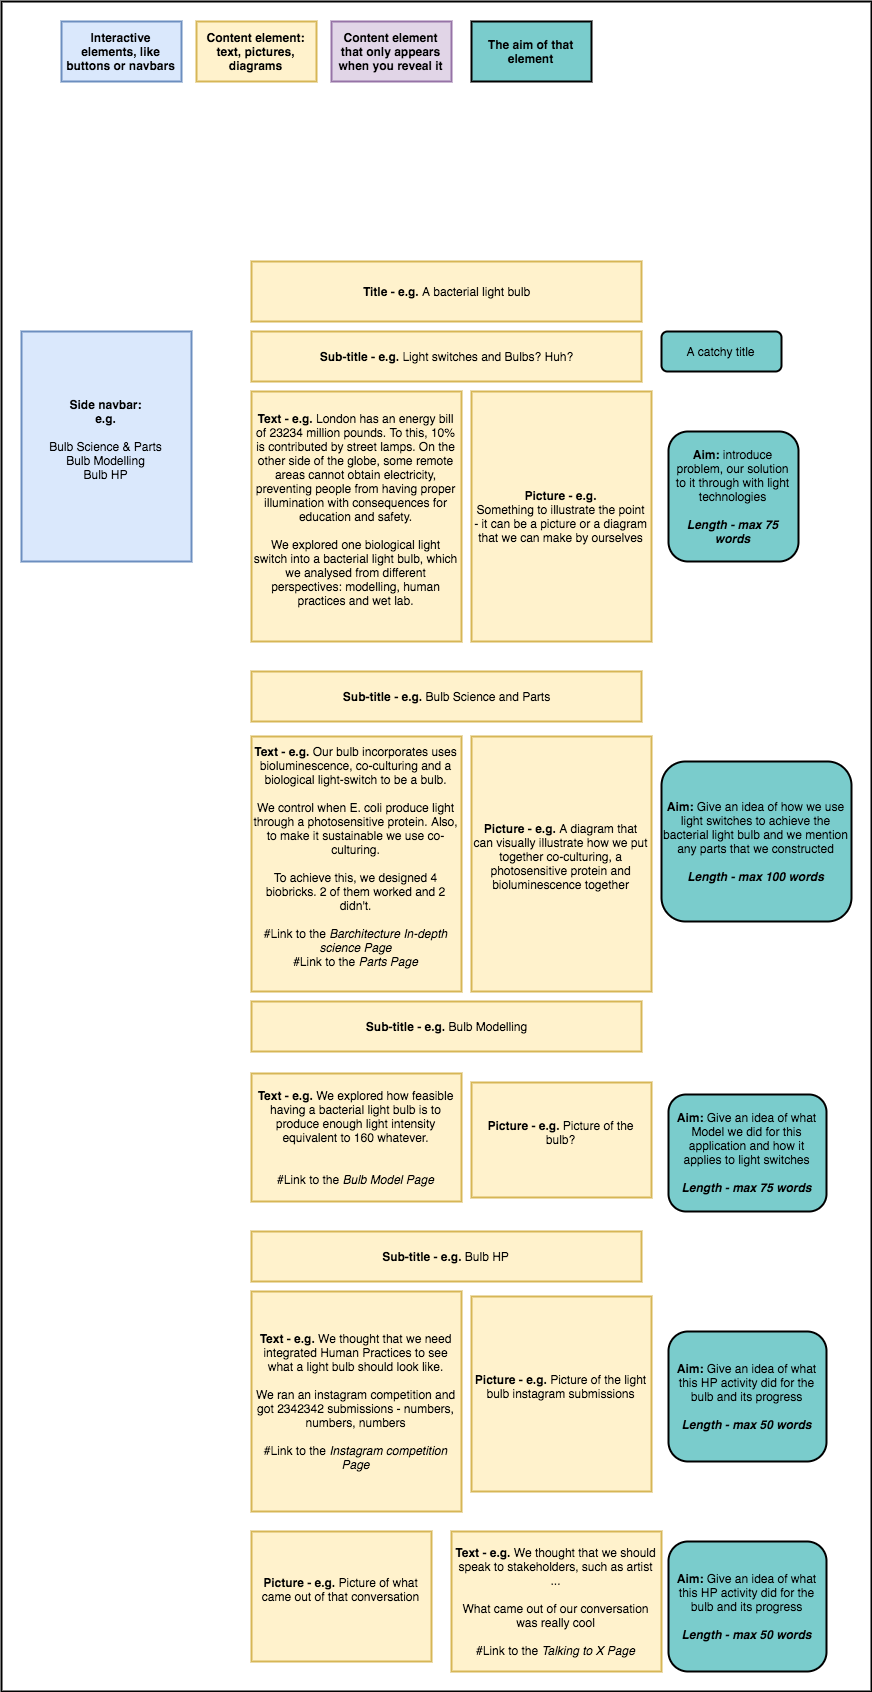 Interactive
elements, like
buttons or navbars
Content element:
text, pictures,
diagrams
Content element
that only appears
when you reveal it
The aim of that
element
Title - e.g. A bacterial light bulb
Sub-title - e.g. Light switches and Bulbs? Huh?
A catchy title
Side navbar:
e.g.
Bulb Science & Parts
Bulb Modelling
Bulb HP
Text - e.g. London has an energy bill
of 23234 million pounds. To this, 10%
is contributed by street lamps. On the
other side of the globe, some remote
areas cannot obtain electricity,
preventing people from having proper
illumination with consequences for
education and safety.
We explored one biological light
switch into a bacterial light bulb, which
we analysed from different
perspectives: modelling, human
practices and wet lab.
Picture - e.g.
Something to illustrate the point
- it can be a picture or a diagram
that we can make by ourselves
Aim: introduce
problem, our solution
to it through with light
technologies
Length - max 75
words
Sub-title - e.g. Bulb Science and Parts
Text - e.g. Our bulb incorporates uses
bioluminescence, co-culturing and a
biological light-switch to be a bulb.
We control when E. coli produce light
through a photosensitive protein. Also,
to make it sustainable we use co-
culturing.
To achieve this, we designed 4
biobricks. 2 of them worked and 2
didn't.
#Link to the Barchitecture In-depth
science Page
#Link to the Parts Page
Picture - e.g. A diagram that
can visually illustrate how we put
together co-culturing, a
photosensitive protein and
bioluminescence together
Aim: Give an idea of how we use
light switches to achieve the
bacterial light bulb and we mention
any parts that we constructed
Length - max 100 words
Sub-title - e.g. Bulb Modelling
Text - e.g. We explored how feasible
having a bacterial light bulb is to
produce enough light intensity
equivalent to 160 whatever.
#Link to the Bulb Model Page
Picture - e.g. Picture of the
bulb?
Aim: Give an idea of what
Model we did for this
application and how it
applies to light switches
Length - max 75 words
Sub-title - e.g. Bulb HP
Text - e.g. We thought that we need
integrated Human Practices to see
what a light bulb should look like.
We ran an instagram competition and
got 2342342 submissions - numbers,
numbers, numbers
#Link to the Instagram competition
Page
Picture - e.g. Picture of the light
bulb instagram submissions
Aim: Give an idea of what
this HP activity did for the
bulb and its progress
Length - max 50 words
Picture - e.g. Picture of what
came out of that conversation
Text - e.g. We thought that we should
speak to stakeholders, such as artist
...
What came out of our conversation
was really cool
#Link to the Talking to X Page
Aim: Give an idea of what
this HP activity did for the
bulb and its progress
Length - max 50 words